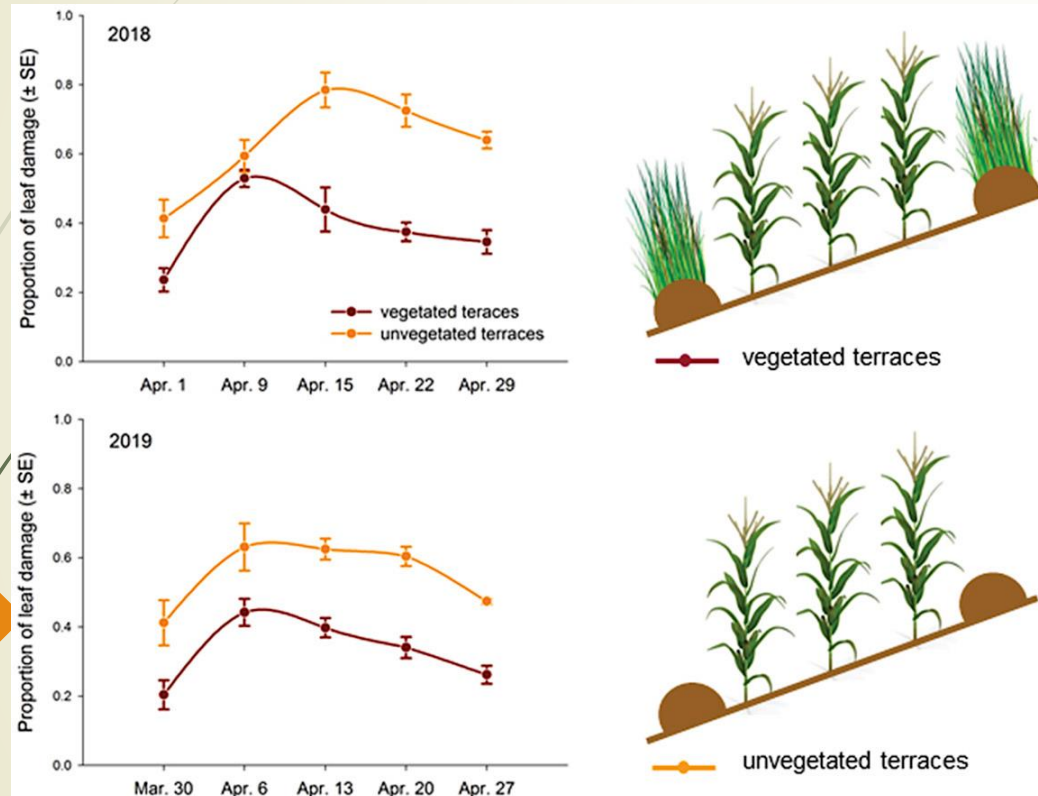 Proportion of leaf damage (± SE)
1.0
0.8
0.6
0.4
0.2
0.0
2018
vegetated teraces
unvegetated terraces
Apr. 1 Apr. 9 Apr. 15 Apr. 22 Apr. 29
vegetated terraces
Proportion of leaf damage (± SE)
1.0
0.8
0.6
0.4
0.2
0.0
2019
Mar. 30 Apr. 6 Apr. 13 Apr. 20 Apr. 27
unvegetated terraces